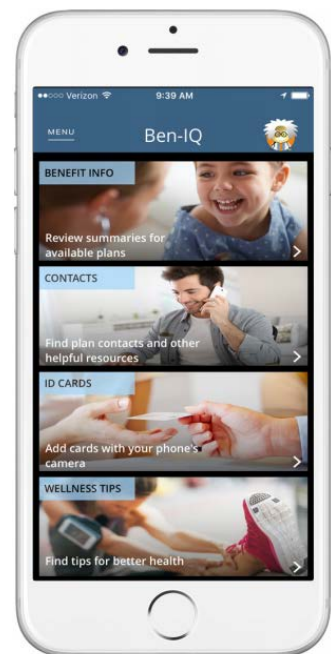 Verizon
9:39 AM
MENU
Ben-IQ
BENEFIT INFO
Review summaries for
available plans
CONTACTS
Find plan contacts and other
helpful resources
ID CARDS
Add cards with your phone's
camera
WELLNESS TIPS
Find tips for better health